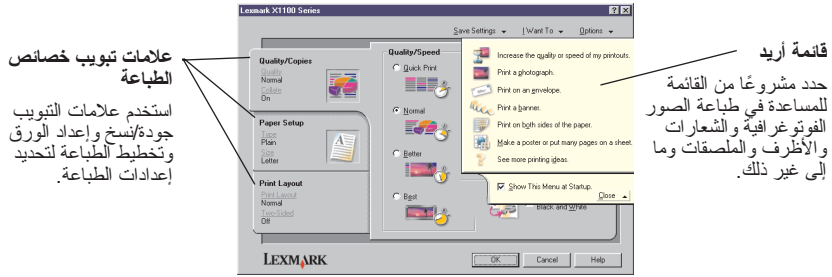 Lexmark X1100 Series
Save Settings
I Want To
Options
علامات تبويب خصائص
الطباعة
استخدم علامات التبويب
جودة/نسخ وإعداد الورق
وتخطيط الطباعة لتحديد
إعدادات الطباعة.
Quality/Copies
Quality
Normal
Collate
On
Paper Setup
Type
Plain
Size
Letter
Print Layout
Print Layout
Normal
Two-Sided
Off
Quality/Speed
Quick Print
Normal
Better
Best
Increase the quality or speed of my printouts.
Print a photograph.
Print on an envelope.
Print a banner.
Print on both sides of the paper.
Make a poster or put many pages on a sheet.
See more printing ideas.
Show This Menu at Startup.
Close
Black and White
قائمة أريد
حدد مشروعًا من القائمة
للمساعدة في طباعة الصور
الفوتوغرافية والشعارات
والأظرف والملصقات وما
إلى غير ذلك.
LEXMARK
OK
Cancel
Help